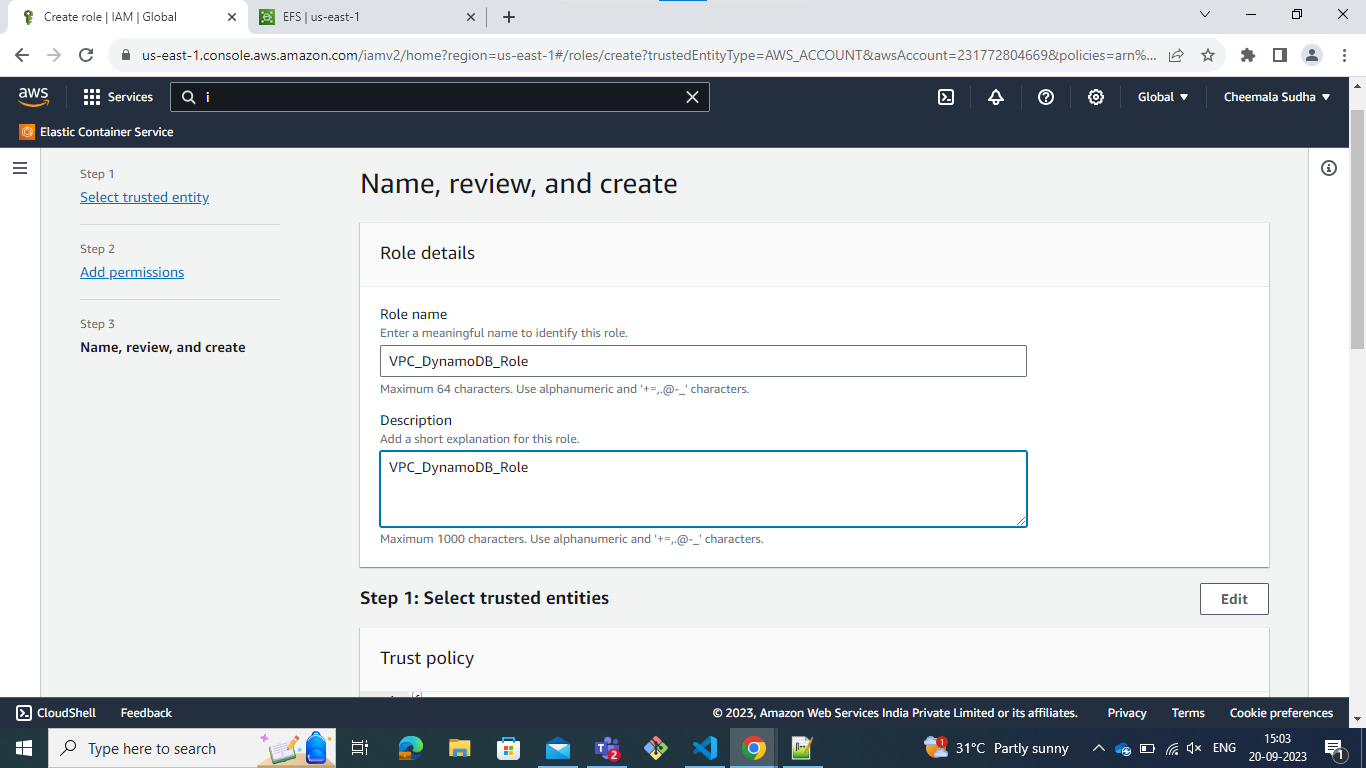 Create role | IAM | Global
EFS | us-east-1
us-east-1.console.aws.amazon.com/iamv2/home?region=us-east-1#/roles/create?trustedEntityType=AWS_ACCOUNT&awsAccount=231772804669&policies=arn%...
aws
Services
i
Global
Cheemala Sudha
Elastic Container Service
Step 1
Select trusted entity
Step 2
Add permissions
Step 3
Name, review, and create
Name, review, and create
Role details
Role name
Enter a meaningful name to identify this role.
VPC_DynamoDB_Role
Maximum 64 characters. Use alphanumeric and '+=,.@-_' characters.
Description
Add a short explanation for this role.
VPC_DynamoDB_Role
Maximum 1000 characters. Use alphanumeric and '+=,.@-_' characters.
Step 1: Select trusted entities
Edit
Trust policy
CloudShell
Feedback
© 2023, Amazon Web Services India Private Limited or its affiliates.
Privacy
Terms
Cookie preferences
Type here to search
2
1
31°C Partly sunny
ENG
15:03
20-09-2023
1